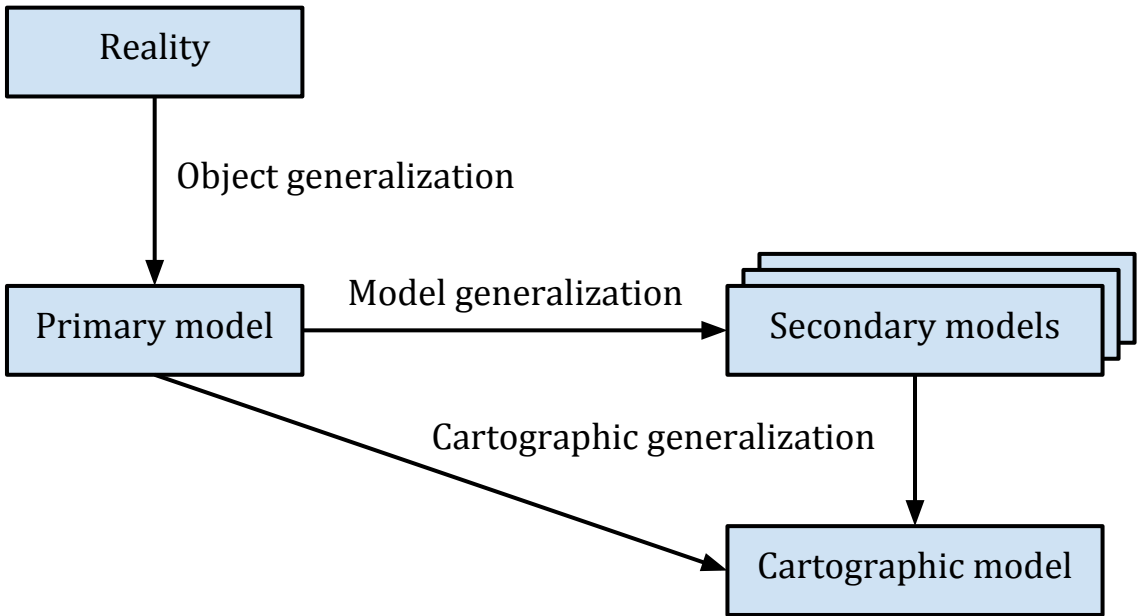 Reality
Object generalization
Model generalization
Primary model
Secondary models
Cartographic generalization
Cartographic model